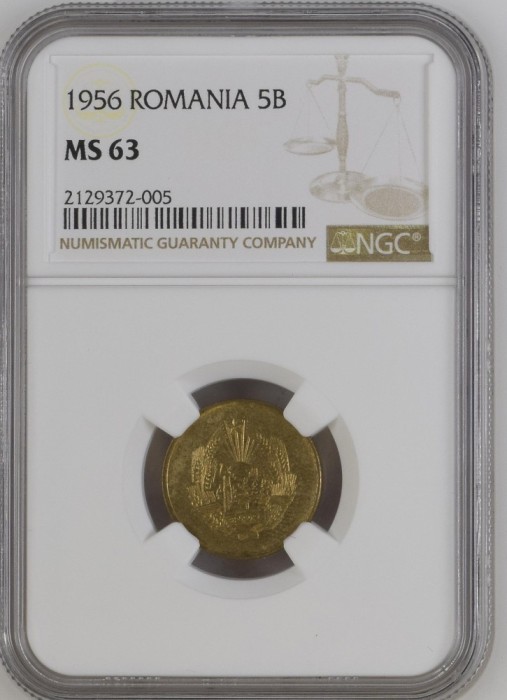 1956 ROMANIA 5B
MS 63
2129372-005
NUMISMATIC GUARANTY COMPANY
NGC®